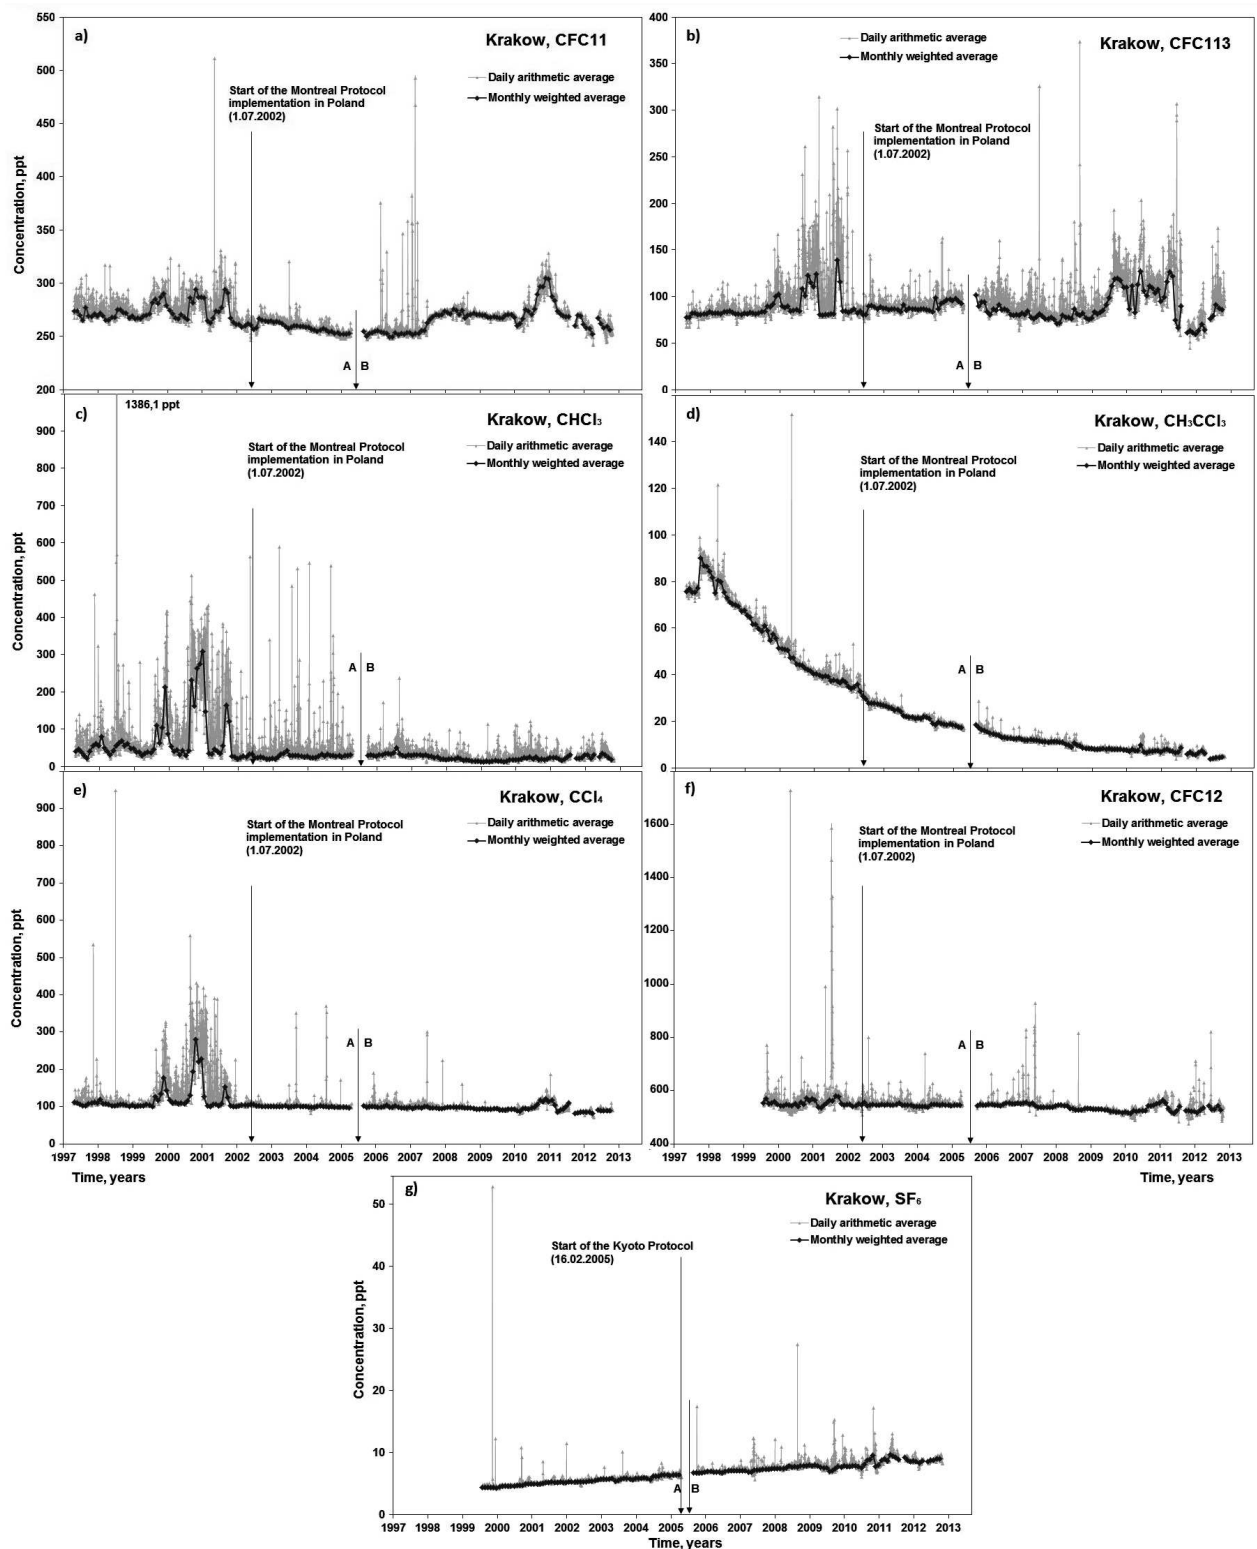 a)
Krakow, CFC11
Daily arithmetic average
Monthly weighted average
Start of the Montreal Protocol
implementation in Poland
(1.07.2002)
A B
Concentration, ppt
550
500
450
400
350
300
250
200
b)
Krakow, CFC113
Daily arithmetic average
Monthly weighted average
Start of the Montreal Protocol
implementation in Poland
(1.07.2002)
A B
400
350
300
250
200
150
100
50
0
c)
1386,1 ppt
Krakow, CHCl₃
Daily arithmetic average
Monthly weighted average
Start of the Montreal Protocol
implementation in Poland
(1.07.2002)
A B
Concentration, ppt
900
800
700
600
500
400
300
200
100
0
d)
Krakow, CH₃CCl₃
Daily arithmetic average
Monthly weighted average
Start of the Montreal Protocol
implementation in Poland
(1.07.2002)
A B
140
120
100
80
60
40
20
0
e)
Krakow, CCl₄
Daily arithmetic average
Monthly weighted average
Start of the Montreal Protocol
implementation in Poland
(1.07.2002)
A B
Concentration, ppt
900
800
700
600
500
400
300
200
100
0
1997 1998 1999 2000 2001 2002 2003 2004 2005 2006 2007 2008 2009 2010 2011 2012 2013
Time, years
f)
Krakow, CFC12
Daily arithmetic average
Monthly weighted average
Start of the Montreal Protocol
implementation in Poland
(1.07.2002)
A B
1600
1400
1200
1000
800
600
400
1997 1998 1999 2000 2001 2002 2003 2004 2005 2006 2007 2008 2009 2010 2011 2012 2013
Time, years
g)
Krakow, SF₆
Daily arithmetic average
Monthly weighted average
Start of the Kyoto Protocol
(16.02.2005)
A B
Concentration, ppt
50
40
30
20
10
0
1997 1998 1999 2000 2001 2002 2003 2004 2005 2006 2007 2008 2009 2010 2011 2012 2013
Time, years